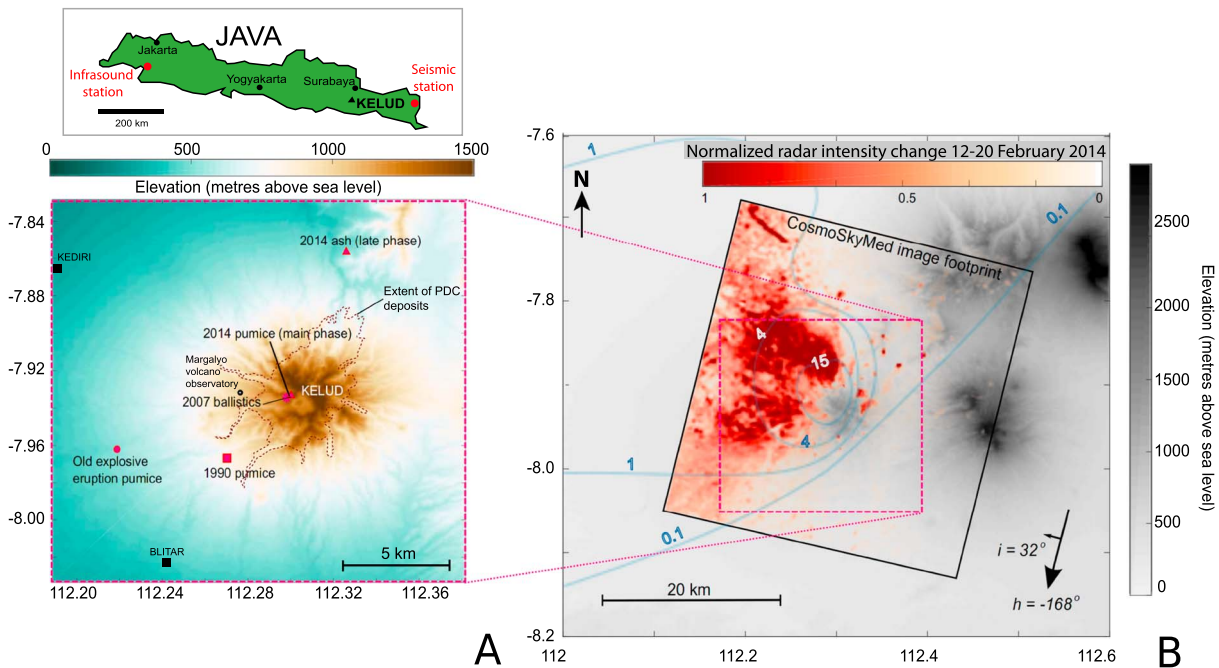 JAVA
Jakarta
Infrasound
station
Yogyakarta
Surabaya
Seismic
station
KELUD
200 km
0
500
1000
1500
Elevation (metres above sea level)
-7.84
-7.88
-7.92
-7.96
-8.00
KEDIRI
2014 ash (late phase)
Extent of PDC
deposits
2014 pumice (main phase)
Margalyo
volcano
observatory
KELUD
2007 ballistics
Old explosive
eruption pumice
1990 pumice
BLITAR
5 km
112.20
112.24
112.28
112.32
112.36
A
-7.6
-7.8
-8.0
-8.2
1
Normalized radar intensity change 12-20 February 2014
1
0.5
0
N
CosmoSkyMed image footprint
0.1
4
15
4
1
0.1
20 km
i = 32°
h = -168°
112
112.2
112.4
112.6
2500
2000
1500
1000
500
0
Elevation (metres above sea level)
B